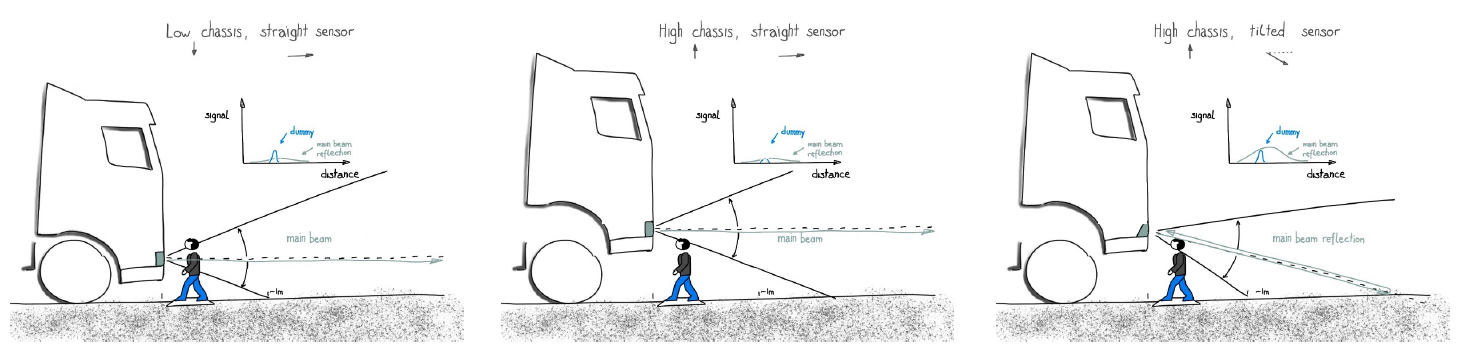 Low chassis, straight sensor
signal
dummy
main beam
reflection
distance
main beam
~1m
High chassis, straight sensor
signal
dummy
main beam
reflection
distance
main beam
~1m
High chassis, tilted sensor
signal
dummy
main beam
reflection
distance
main beam reflection
~1m